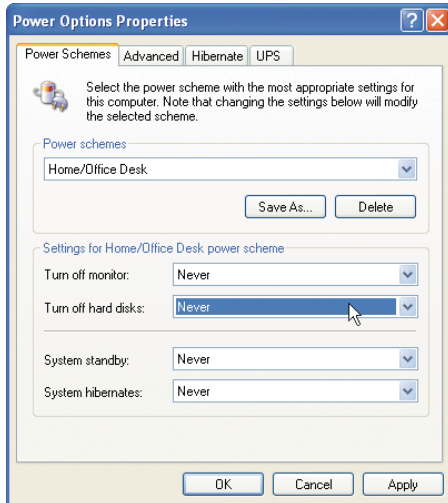 Power Options Properties
Power Schemes Advanced Hibernate UPS
Select the power scheme with the most appropriate settings for
this computer. Note that changing the settings below will modify
the selected scheme.
Power schemes
Home/Office Desk
Save As... Delete
Settings for Home/Office Desk power scheme
Turn off monitor: Never
Turn off hard disks: Never
System standby: Never
System hibernates: Never
OK Cancel Apply